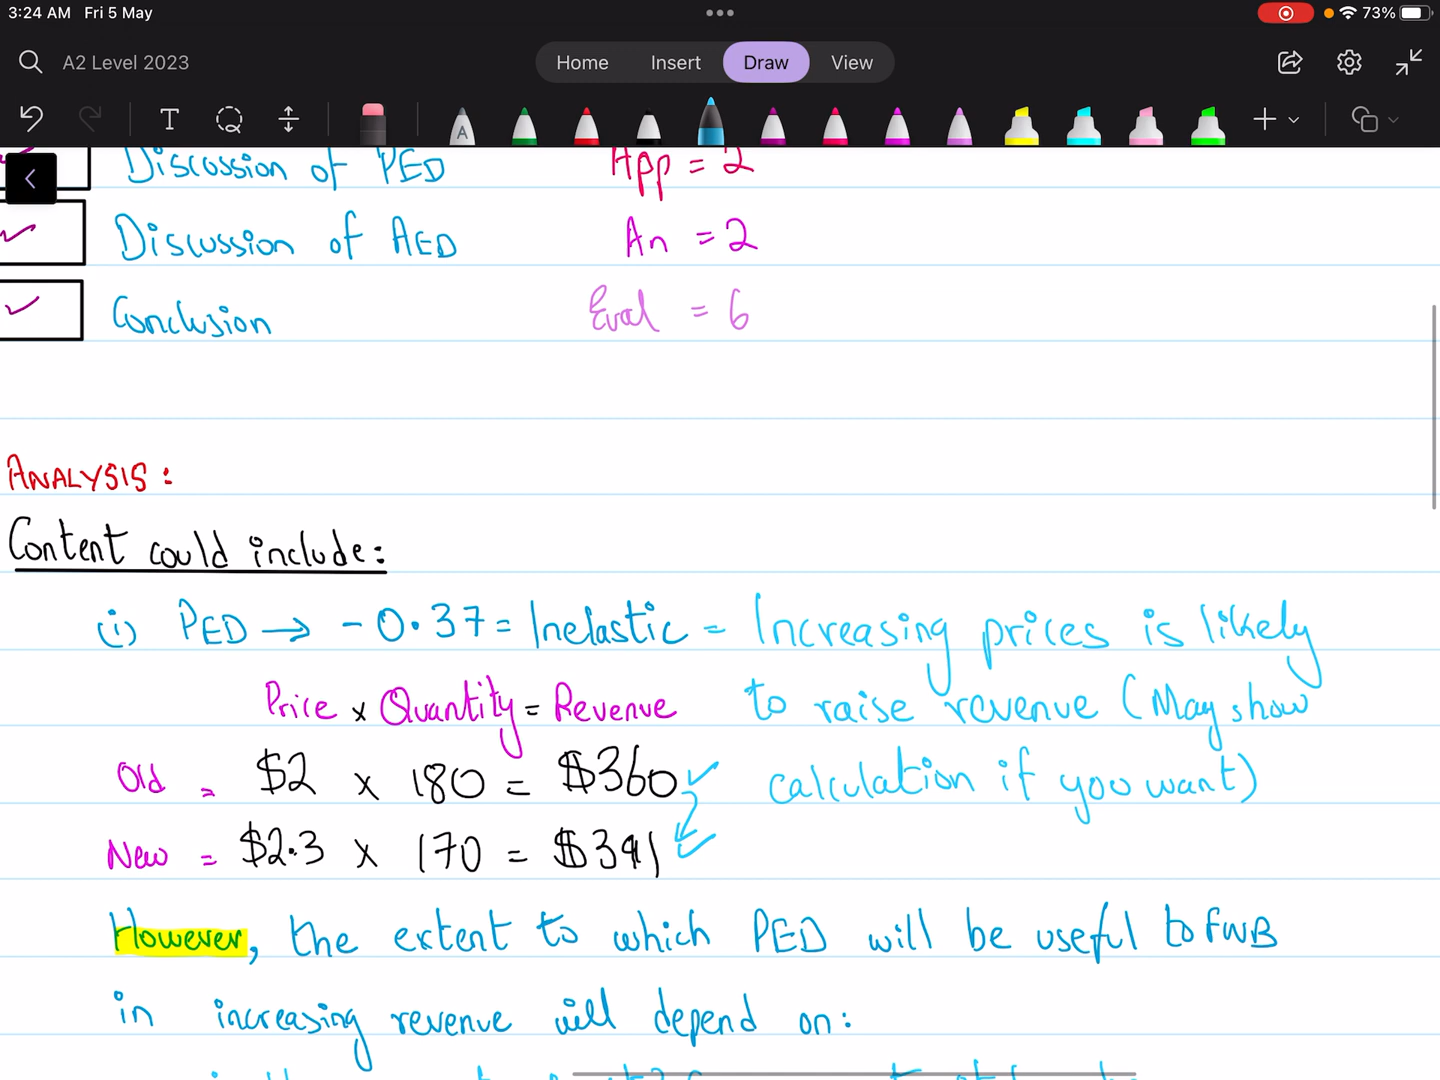 3:24 AM Fri 5 May
73%
A2 Level 2023
Home Insert Draw View
T
A
Discussion of PED App = 2
Discussion of AED An = 2
Conclusion Eval = 6
ANALYSIS:
Content could include:
(i) PED → -0.37 = Inelastic = Increasing prices is likely
Price x Quantity = Revenue to raise revenue (May show
Old = $2 x 180 = $360 calculation if you want)
New = $2.3 x 170 = $391
However, the extent to which PED will be useful to FWB
in increasing revenue will depend on: